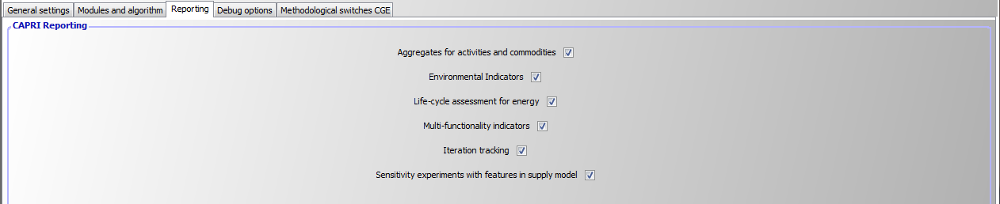 General settings Modules and algorithm Reporting Debug options Methodological switches CGE
CAPRI Reporting
Aggregates for activities and commodities
Environmental Indicators
Life-cycle assessment for energy
Multi-functionality indicators
Iteration tracking
Sensitivity experiments with features in supply model